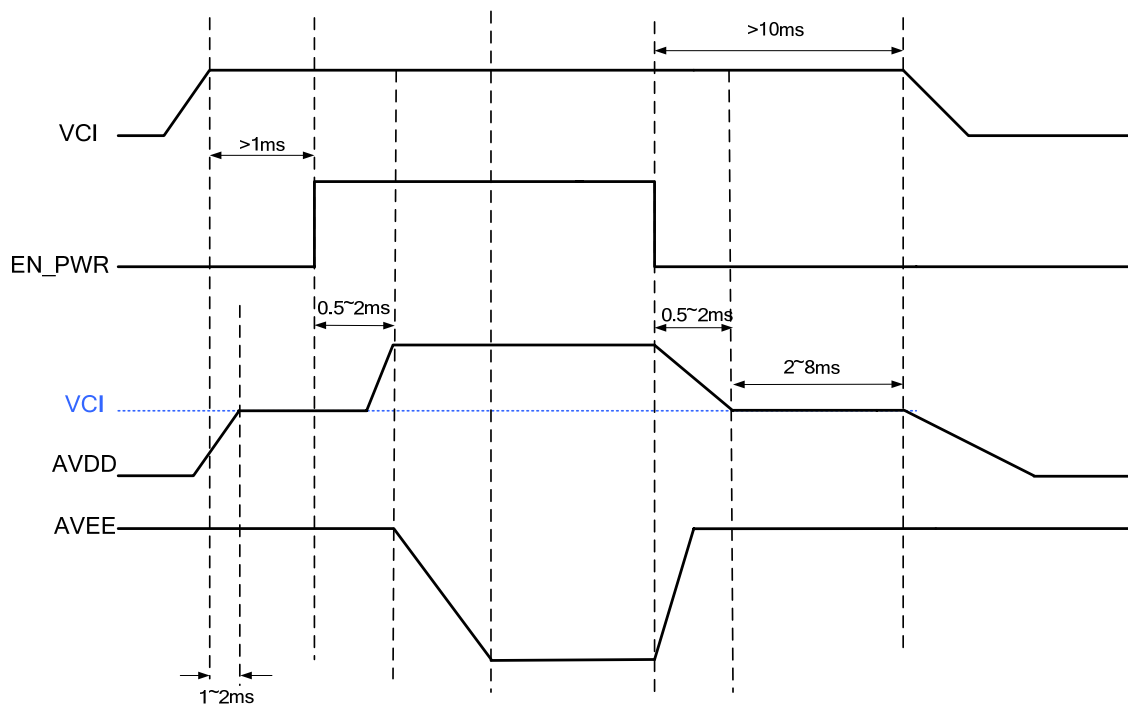 >10ms
VCI
>1ms
EN_PWR
0.5~2ms
0.5~2ms
2~8ms
VCI
AVDD
AVEE
1~2ms